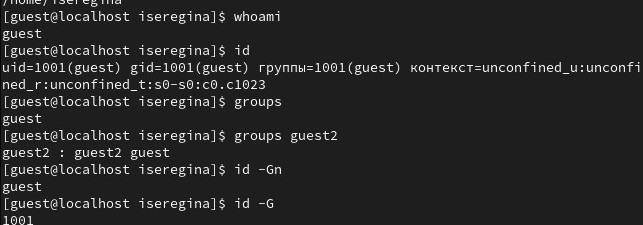 /home/iseregina
[guest@localhost iseregina]$ whoami
guest
[guest@localhost iseregina]$ id
uid=1001(guest) gid=1001(guest) группы=1001(guest) контекст=unconfined_u:unconfi
ned_r:unconfined_t:s0-s0:c0.c1023
[guest@localhost iseregina]$ groups
guest
[guest@localhost iseregina]$ groups guest2
guest2 : guest2 guest
[guest@localhost iseregina]$ id -Gn
guest
[guest@localhost iseregina]$ id -G
1001